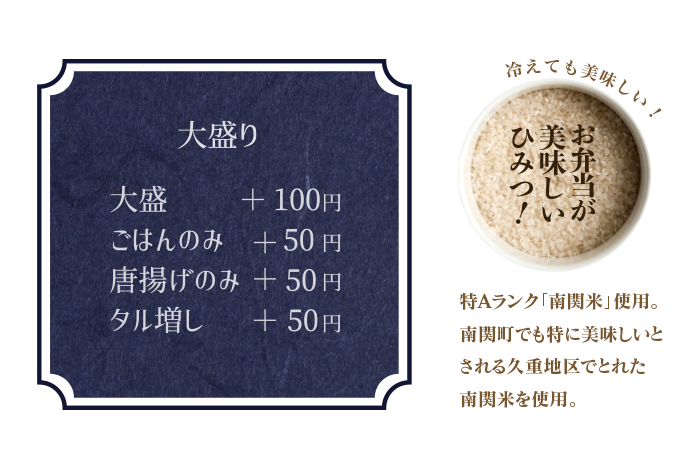 大盛り
大盛 ＋100円
ごはんのみ ＋50円
唐揚げのみ ＋50円
タル増し ＋50円
冷えても美味しい！
お弁当が
美味しい
ひみつ！
特Aランク「南関米」使用。
南関町でも特に美味しいと
される久重地区でとれた
南関米を使用。